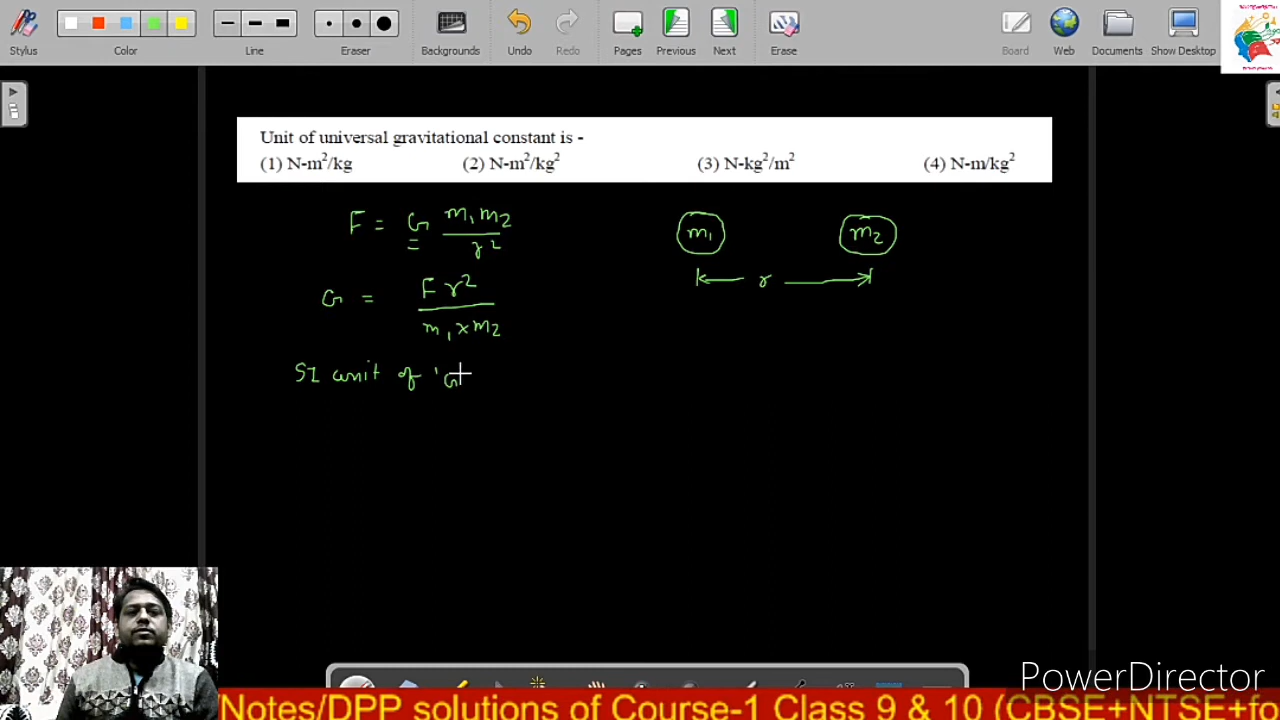 Stylus Color Line Eraser Backgrounds Undo Redo Pages Previous Next Erase Board Web Documents Show Desktop
Unit of universal gravitational constant is -
(1) N-m²/kg (2) N-m²/kg² (3) N-kg²/m² (4) N-m/kg²
F = G m₁m₂ / r²
m₁ m₂
r
G = F r² / m₁ × m₂
SI unit of 'G
PowerDirector
Notes/DPP solutions of Course-1 Class 9 & 10 (CBSE+NTSE+fo